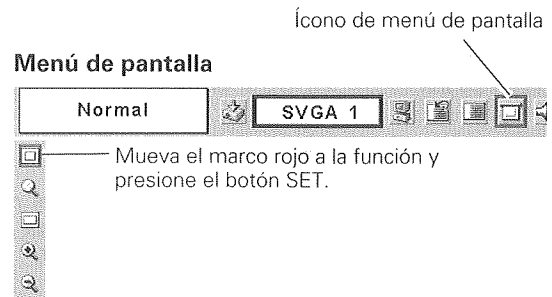 Ícono de menú de pantalla
Menú de pantalla
Normal
SVGA 1
Mueva el marco rojo a la función y
presione el botón SET.